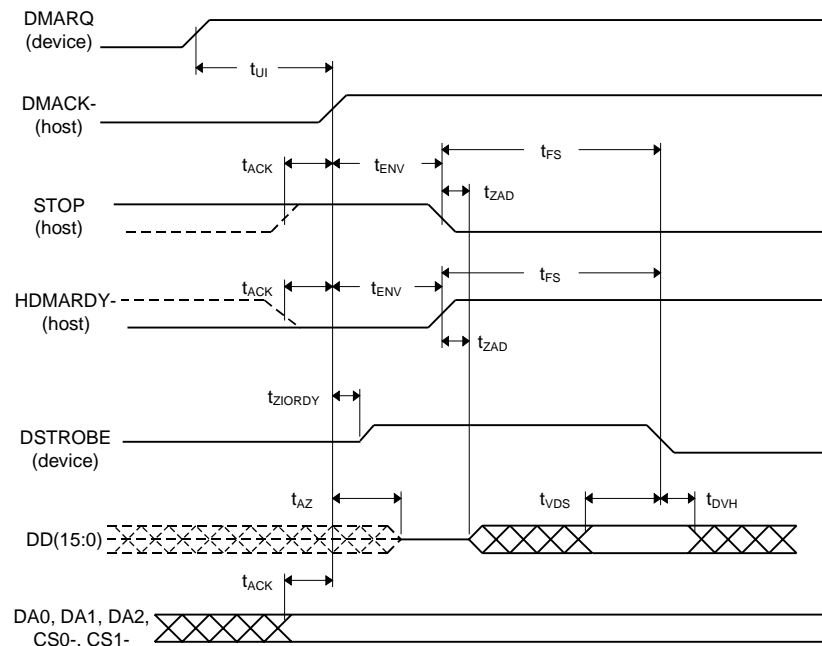 DMARQ
(device)
tUI
DMACK-
(host)
tACK
tENV
tFS
tZAD
STOP
(host)
tACK
tENV
tFS
HDMARDY-
(host)
tZAD
tZIORDY
DSTROBE
(device)
tAZ
tVDS
tDVH
DD(15:0)
tACK
DA0, DA1, DA2,
CS0-, CS1-